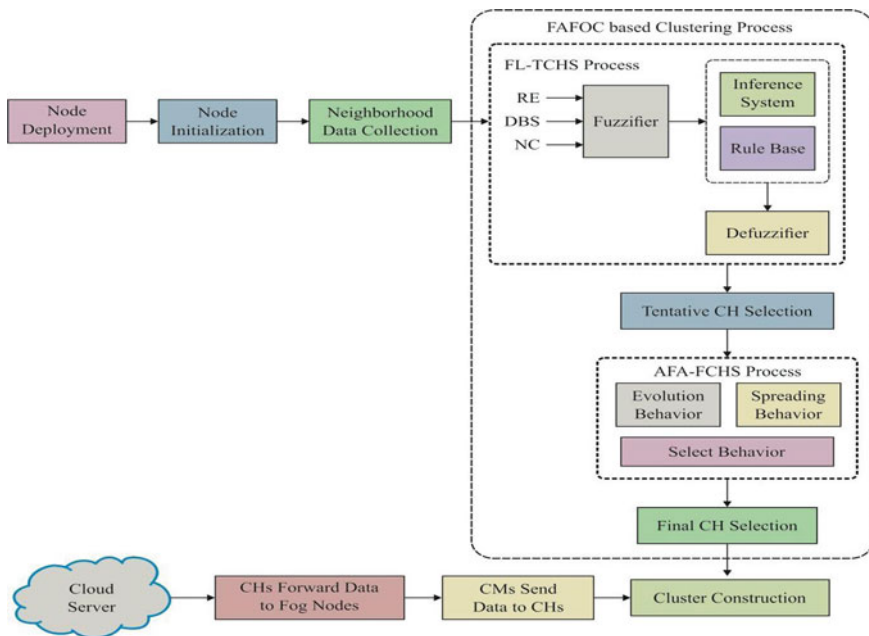 FAFOC based Clustering Process
FL-TCHS Process
Node
Deployment
Node
Initialization
Neighborhood
Data Collection
RE
DBS
NC
Fuzzifier
Inference
System
Rule Base
Defuzzifier
Tentative CH Selection
AFA-FCHS Process
Evolution
Behavior
Spreading
Behavior
Select Behavior
Final CH Selection
Cloud
Server
CHs Forward Data
to Fog Nodes
CMs Send
Data to CHs
Cluster Construction